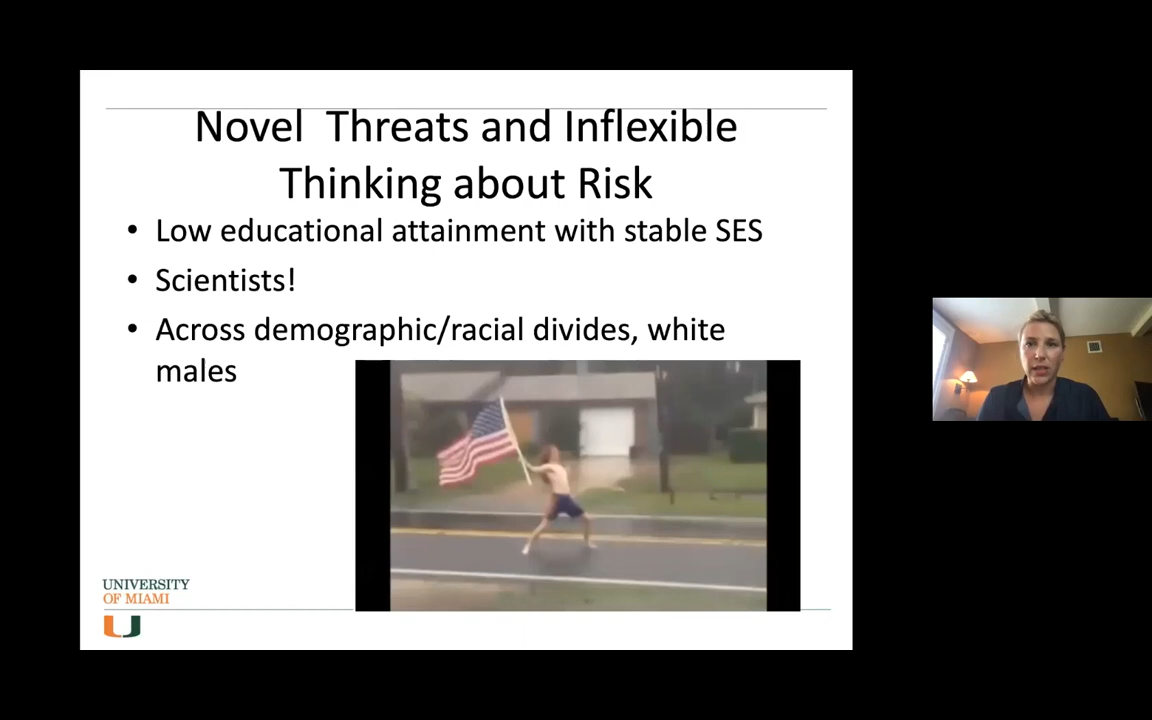 Novel  Threats and Inflexible
Thinking about Risk
• Low educational attainment with stable SES
• Scientists!
• Across demographic/racial divides, white
males
UNIVERSITY
OF MIAMI
U